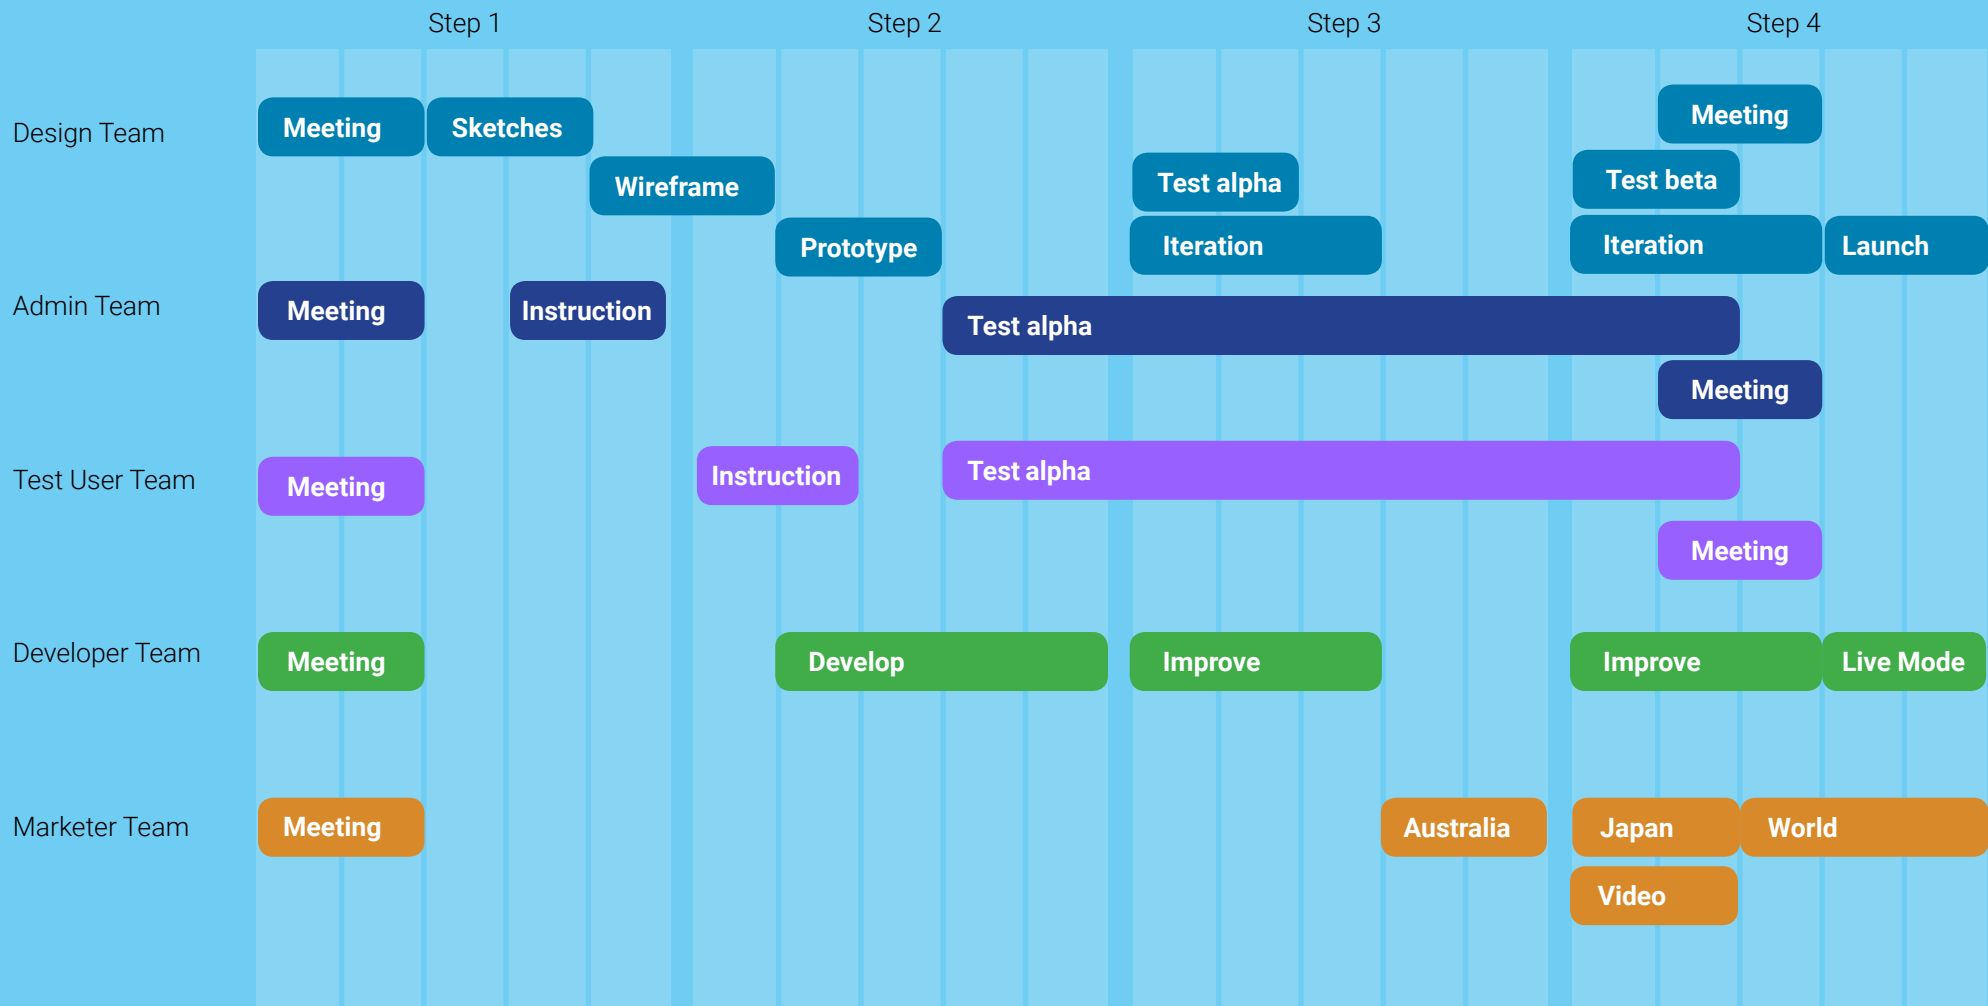 Step 1
Step 2
Step 3
Step 4
Design Team
Meeting
Sketches
Wireframe
Prototype
Test alpha
Iteration
Meeting
Test beta
Iteration
Launch
Admin Team
Meeting
Instruction
Test alpha
Meeting
Test User Team
Meeting
Instruction
Test alpha
Meeting
Developer Team
Meeting
Develop
Improve
Improve
Live Mode
Marketer Team
Meeting
Australia
Japan
World
Video